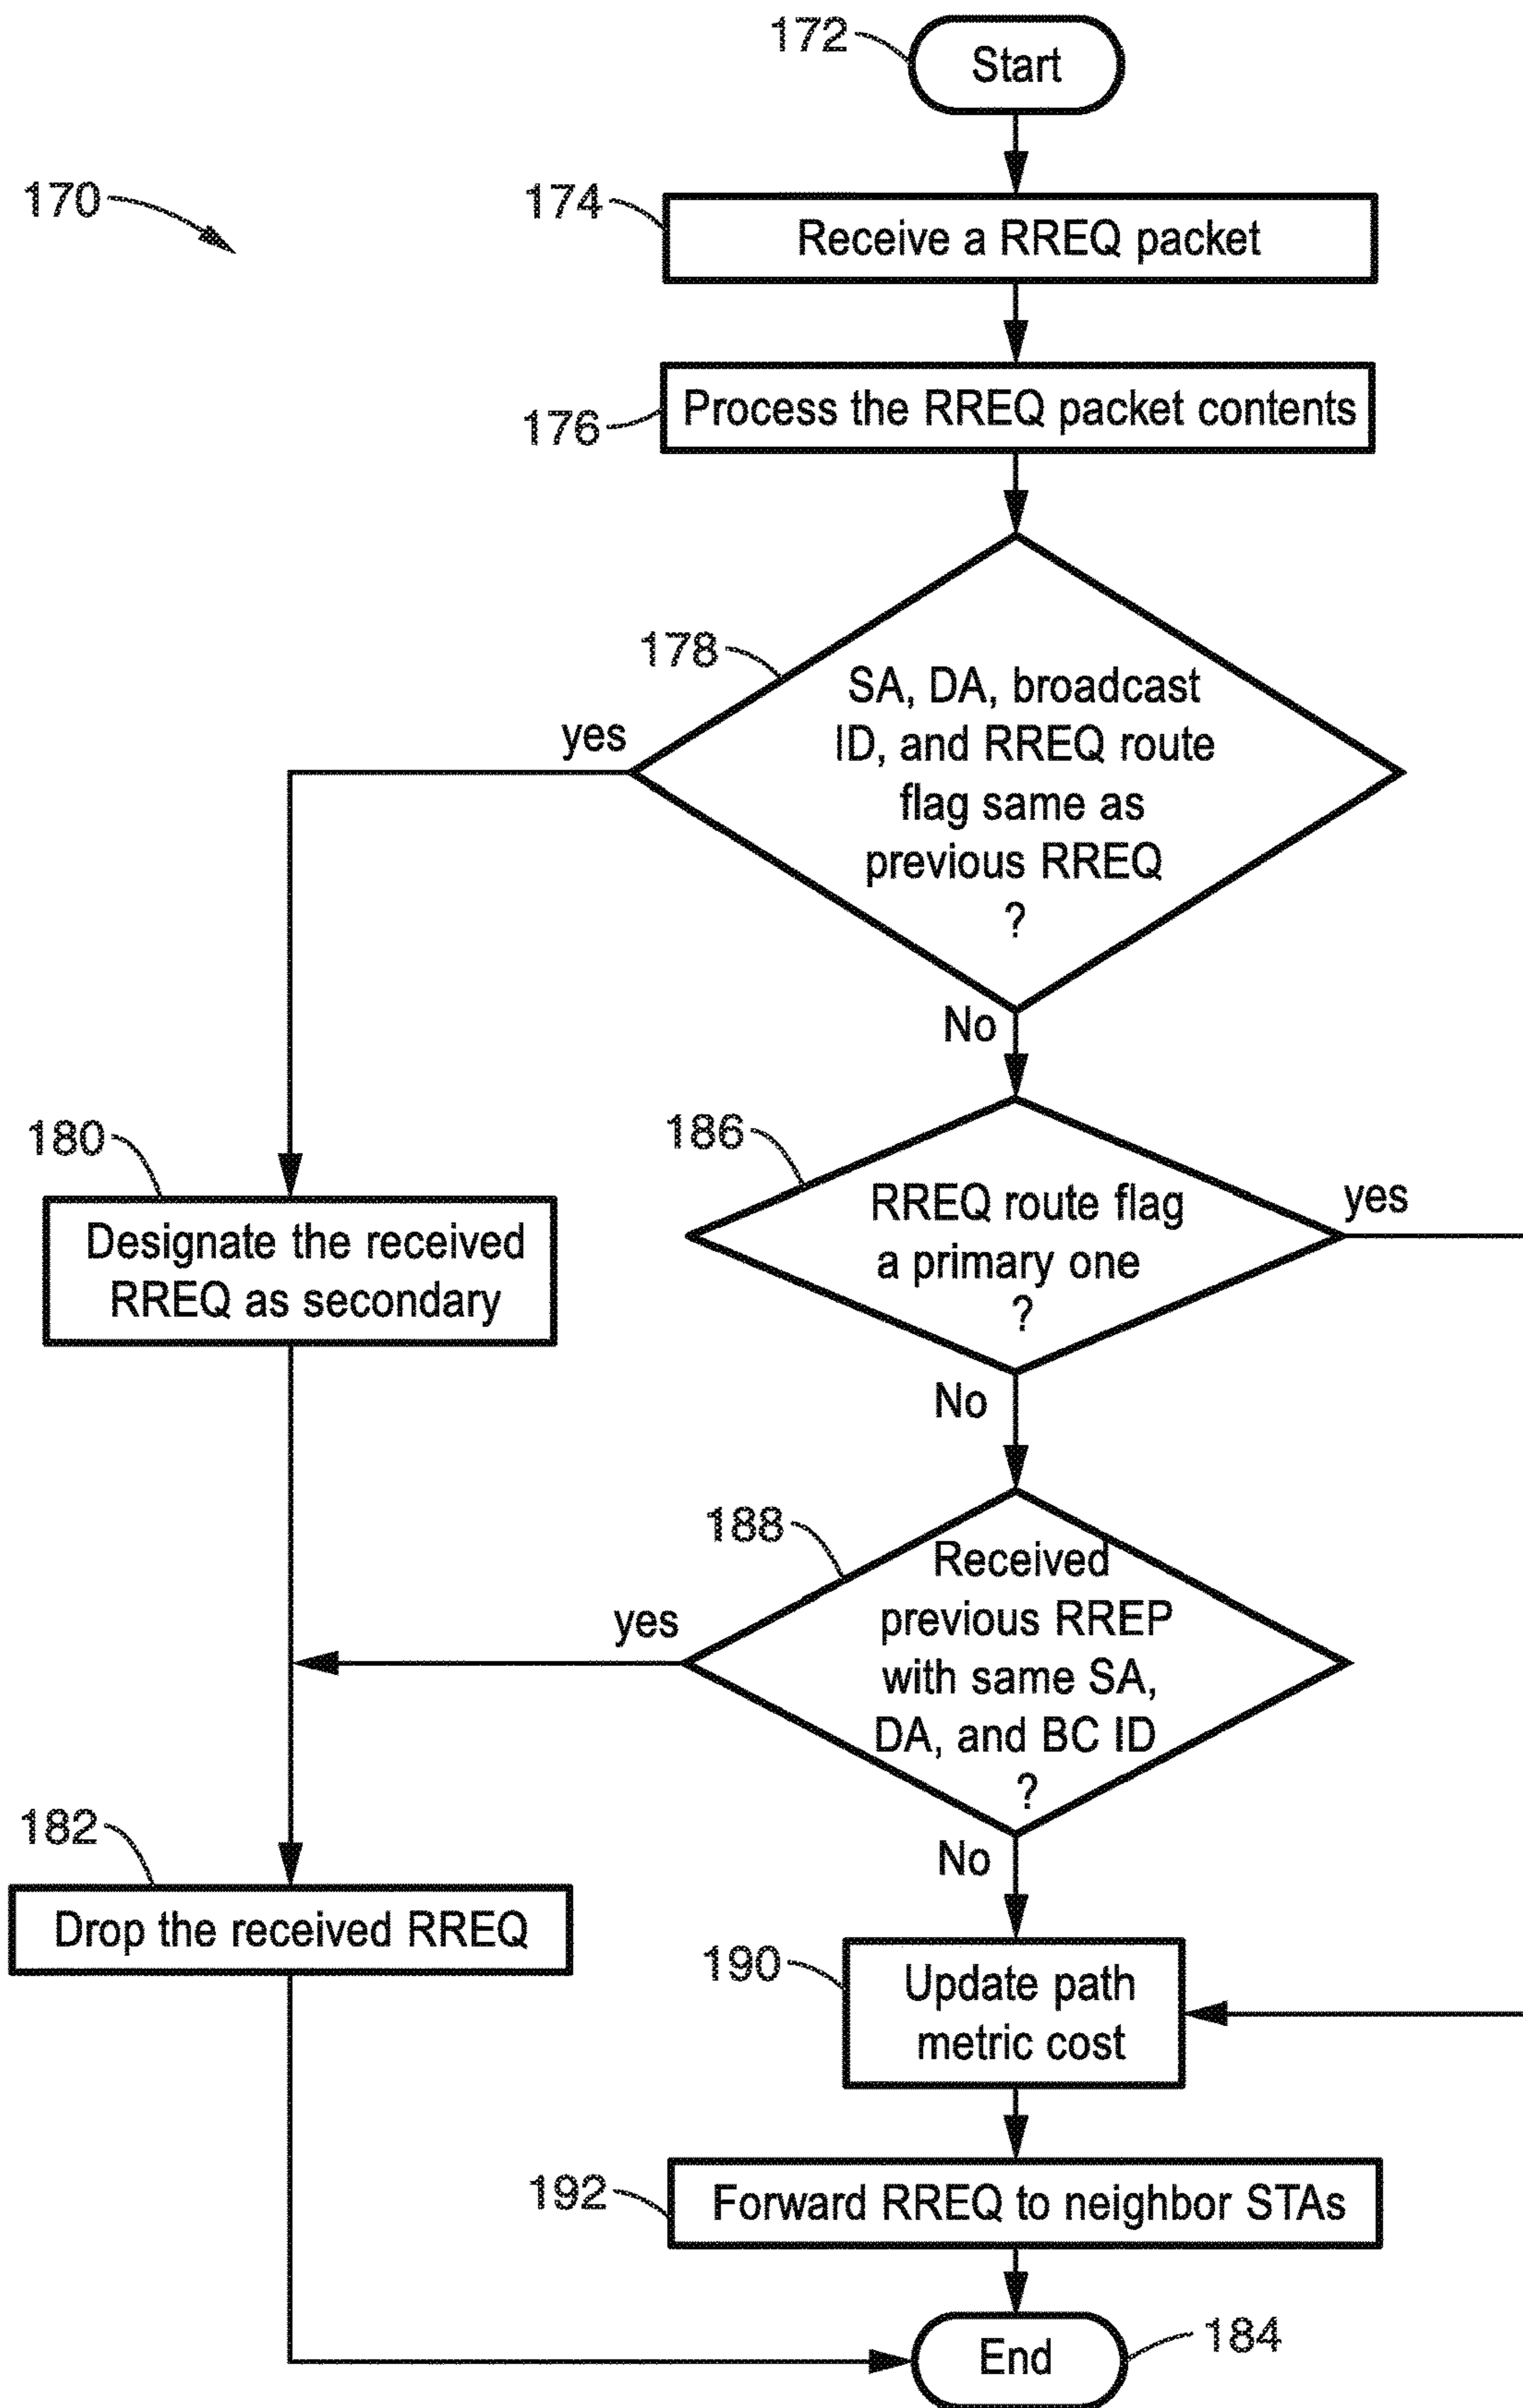 172
Start
170
174
Receive a RREQ packet
176
Process the RREQ packet contents
178
SA, DA, broadcast
ID, and RREQ route
flag same as
previous RREQ
?
yes
No
180
Designate the received
RREQ as secondary
186
RREQ route flag
a primary one
?
yes
No
188
Received
previous RREP
with same SA,
DA, and BC ID
?
yes
No
182
Drop the received RREQ
190
Update path
metric cost
192
Forward RREQ to neighbor STAs
End
184